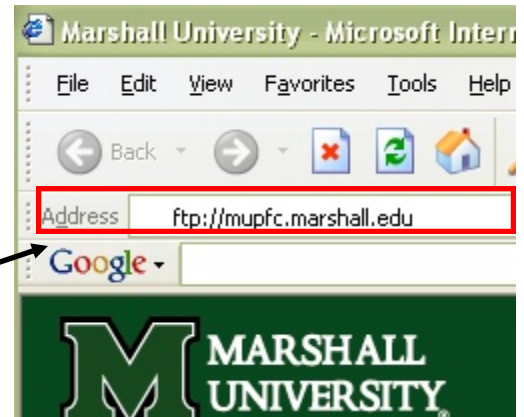 Marshall University - Microsoft Intern
File Edit View Favorites Tools Help
Back
Address ftp://mupfc.marshall.edu
Google
M MARSHALL
UNIVERSITY